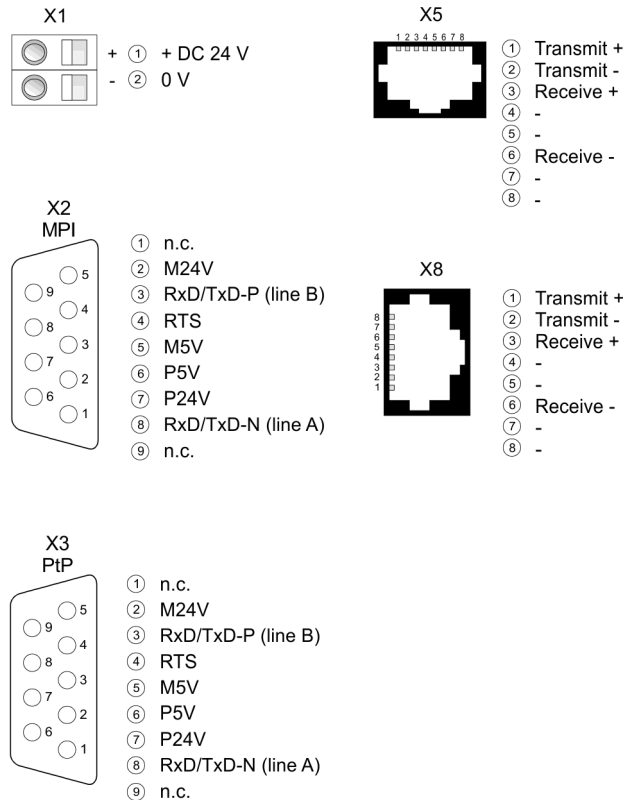 X1
+ ① + DC 24 V
- ② 0 V
X5
1 2 3 4 5 6 7 8
① Transmit +
② Transmit -
③ Receive +
④ -
⑤ -
⑥ Receive -
⑦ -
⑧ -
X2
MPI
5
9
4
8
3
7
2
6
1
① n.c.
② M24V
③ RxD/TxD-P (line B)
④ RTS
⑤ M5V
⑥ P5V
⑦ P24V
⑧ RxD/TxD-N (line A)
⑨ n.c.
X8
8
7
6
5
4
3
2
1
① Transmit +
② Transmit -
③ Receive +
④ -
⑤ -
⑥ Receive -
⑦ -
⑧ -
X3
PtP
5
9
4
8
3
7
2
6
1
① n.c.
② M24V
③ RxD/TxD-P (line B)
④ RTS
⑤ M5V
⑥ P5V
⑦ P24V
⑧ RxD/TxD-N (line A)
⑨ n.c.